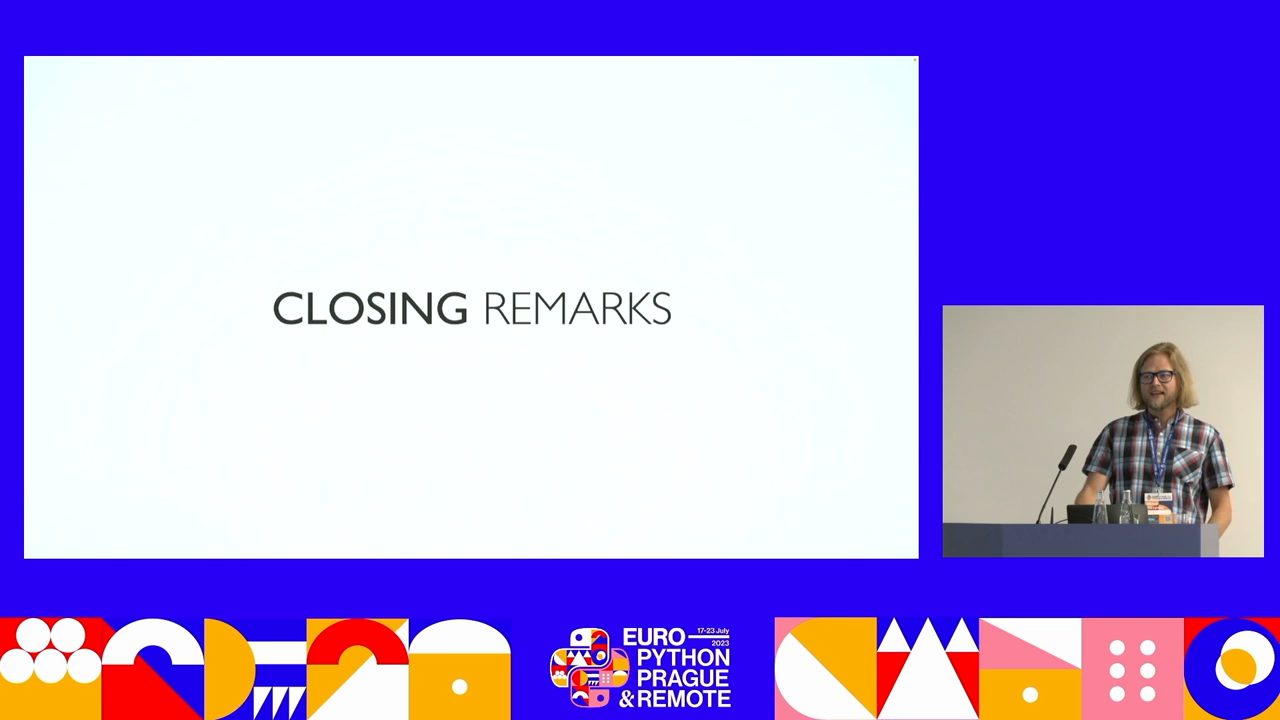 CLOSING REMARKS
EURO
17-23 July
2023
PYTHON
PRAGUE
& REMOTE